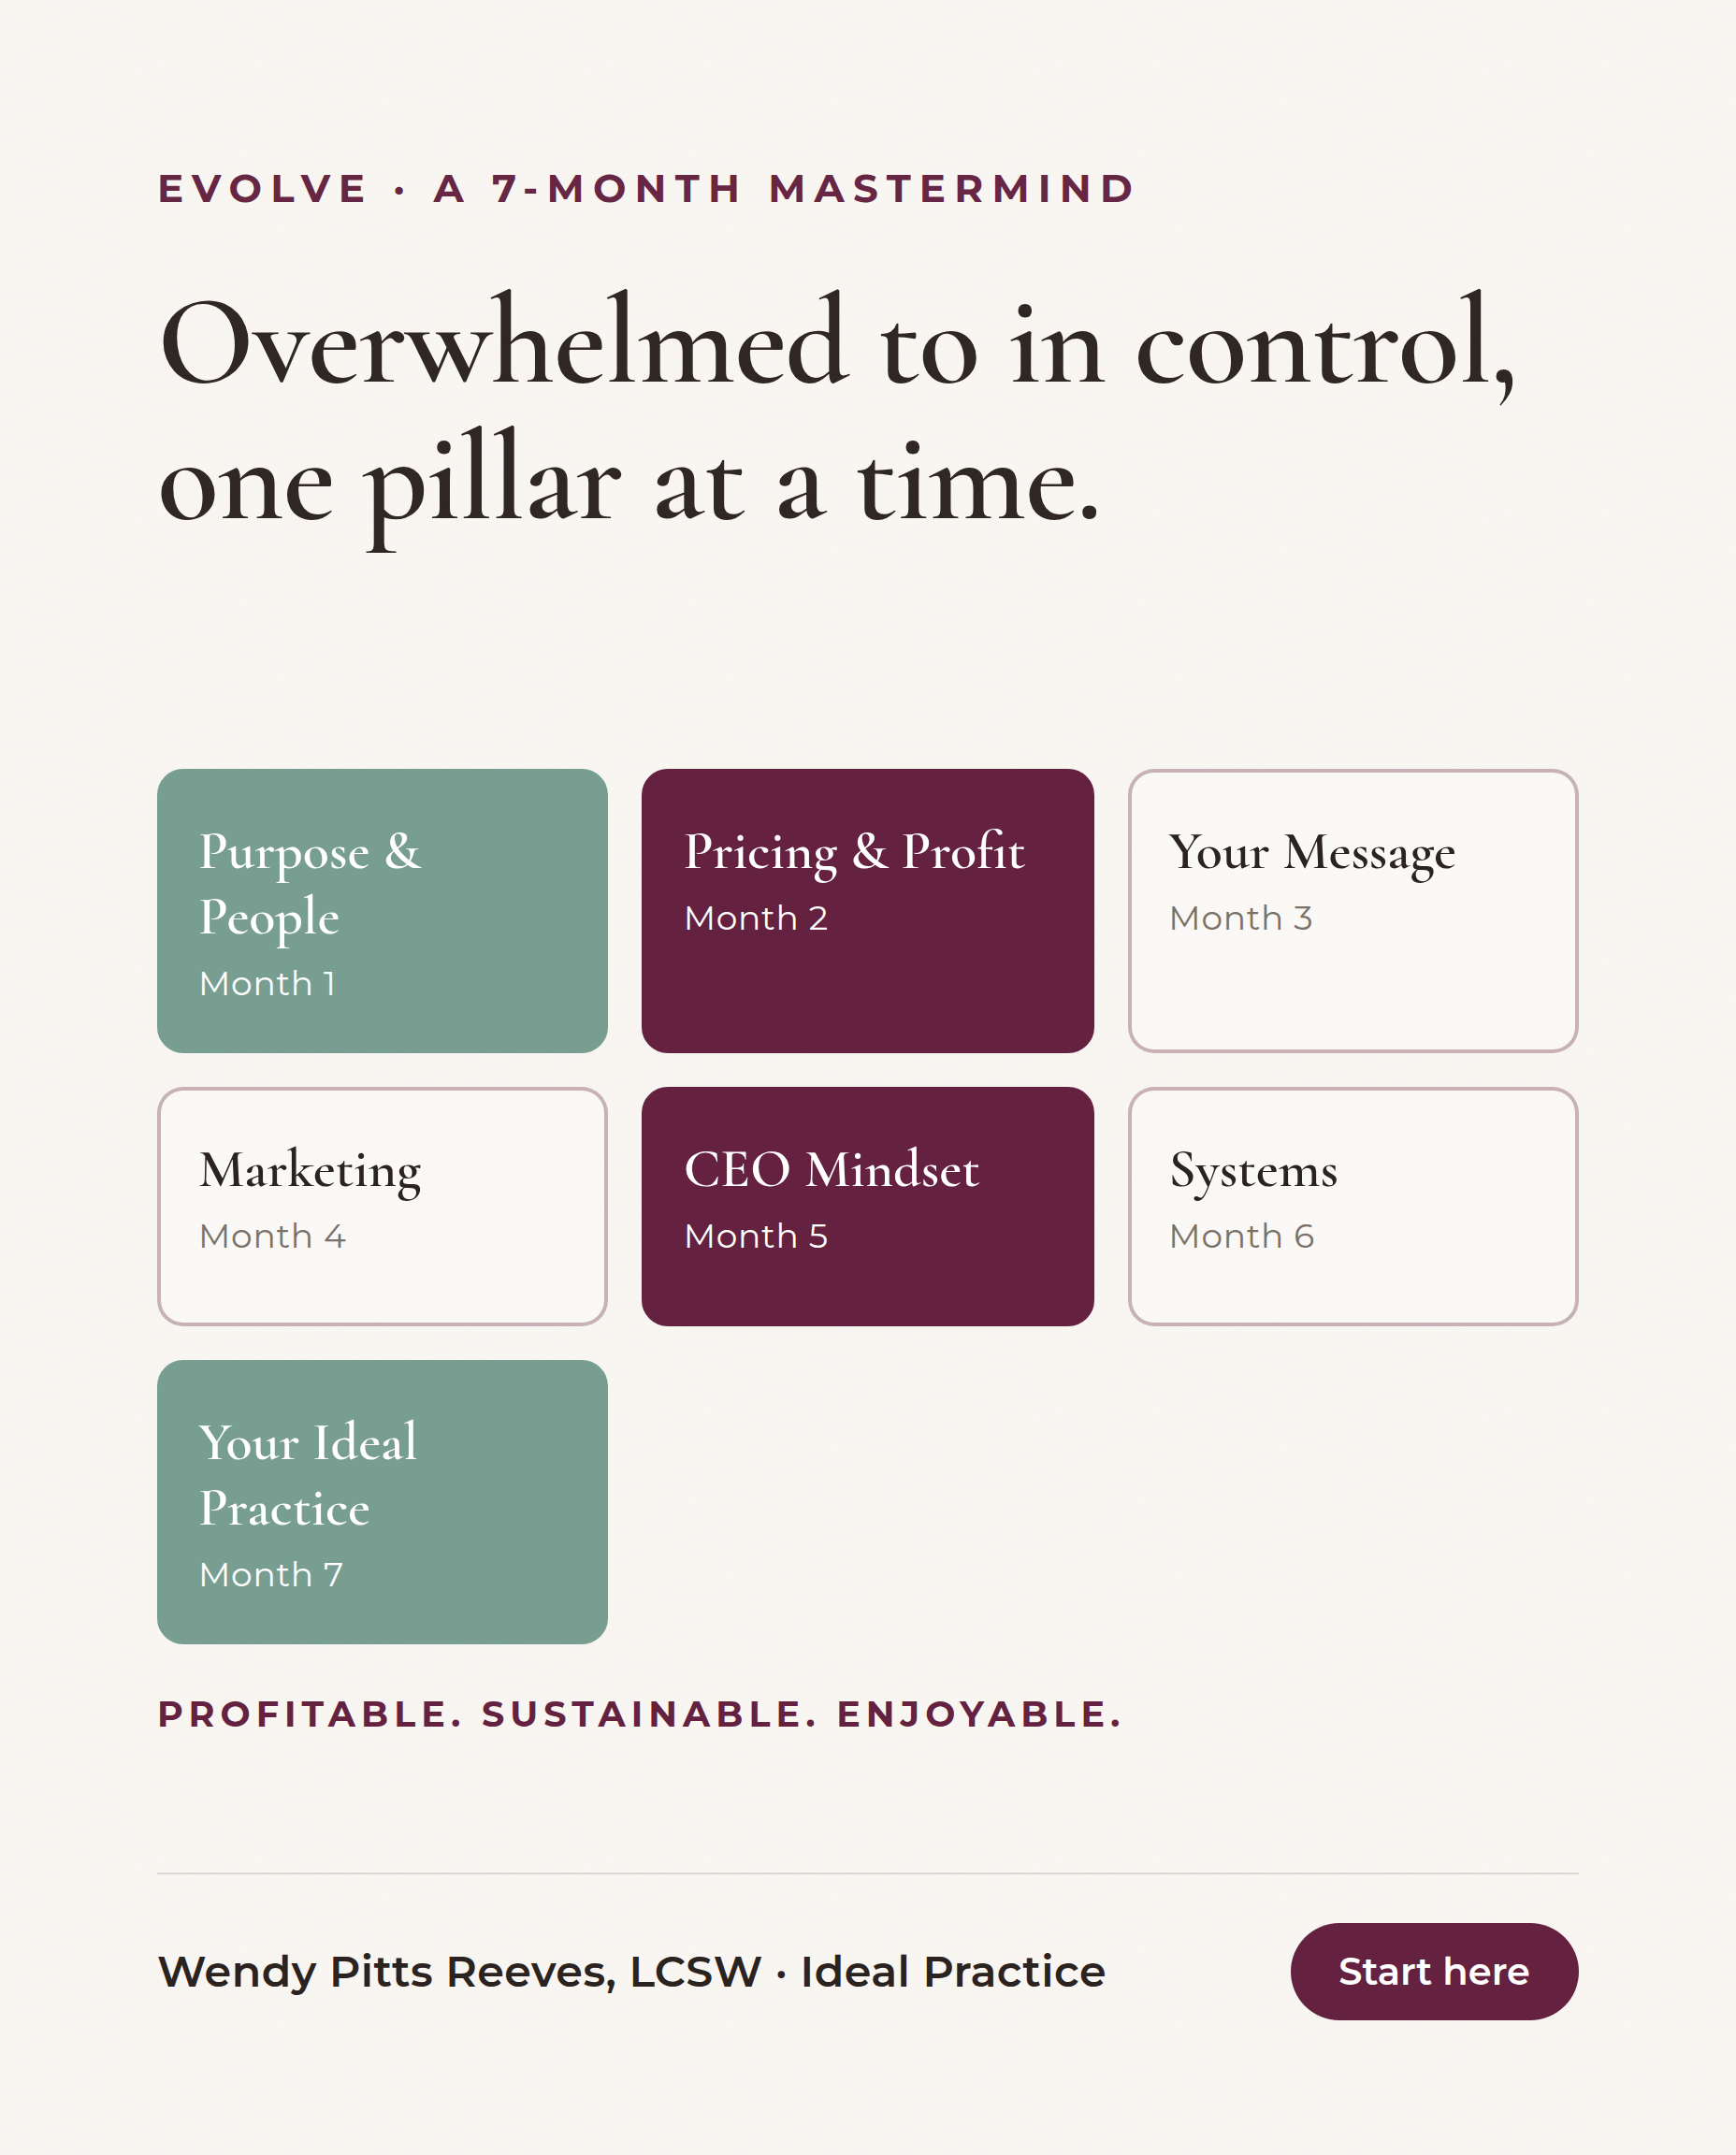 EVOLVE · A 7-MONTH MASTERMIND
Overwhelmed to in control,
one pillar at a time.
Purpose &
People
Month 1
Pricing & Profit
Month 2
Your Message
Month 3
Marketing
Month 4
CEO Mindset
Month 5
Systems
Month 6
Your Ideal
Practice
Month 7
PROFITABLE. SUSTAINABLE. ENJOYABLE.
Wendy Pitts Reeves, LCSW · Ideal Practice
Start here